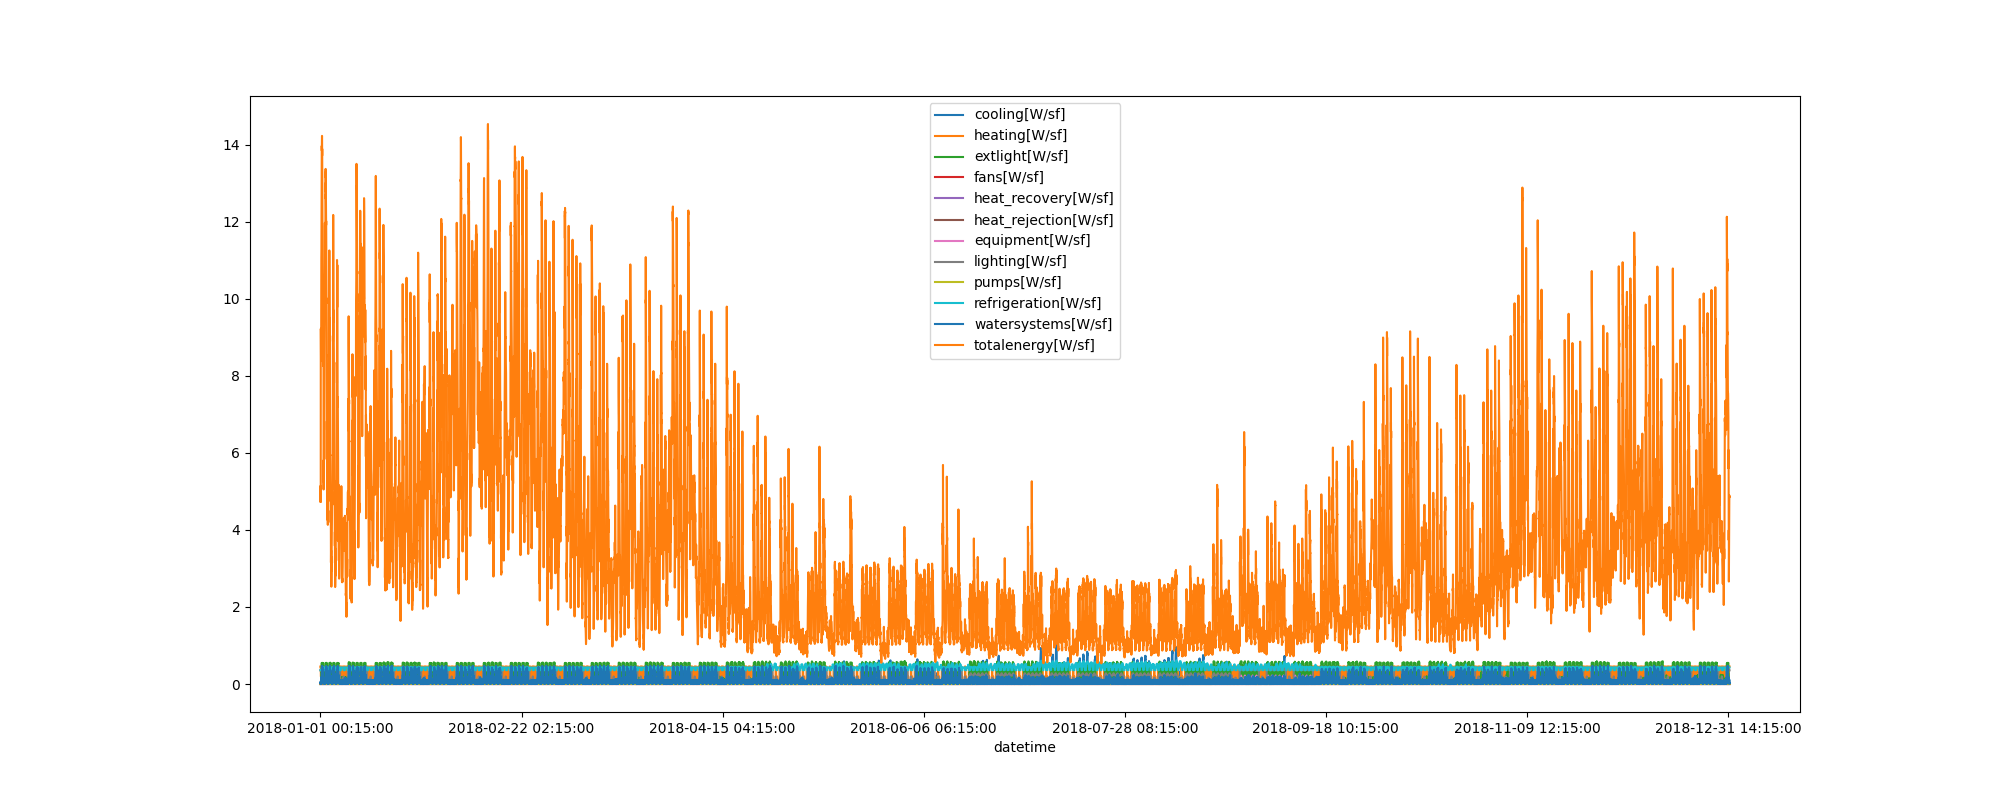 cooling[W/sf]
heating[W/sf]
extlight[W/sf]
fans[W/sf]
heat_recovery[W/sf]
heat_rejection[W/sf]
equipment[W/sf]
lighting[W/sf]
pumps[W/sf]
refrigeration[W/sf]
watersystems[W/sf]
totalenergy[W/sf]
14
12
10
8
6
4
2
0
2018-01-01 00:15:00
2018-02-22 02:15:00
2018-04-15 04:15:00
2018-06-06 06:15:00
2018-07-28 08:15:00
2018-09-18 10:15:00
2018-11-09 12:15:00
2018-12-31 14:15:00
datetime